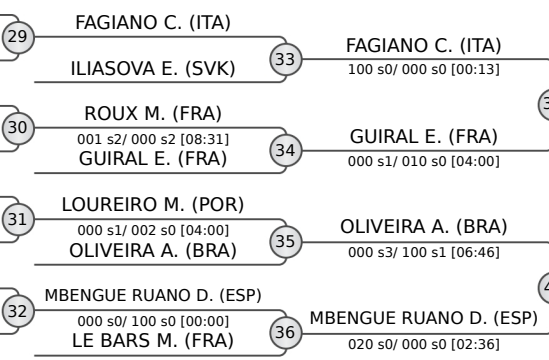 FAGIANO C. (ITA)
29
ILIASOVA E. (SVK)
33
FAGIANO C. (ITA)
100 s0/ 000 s0 [00:13]
ROUX M. (FRA)
30
001 s2/ 000 s2 [08:31]
GUIRAL E. (FRA)
34
GUIRAL E. (FRA)
000 s1/ 010 s0 [04:00]
LOUREIRO M. (POR)
31
000 s1/ 002 s0 [04:00]
OLIVEIRA A. (BRA)
35
OLIVEIRA A. (BRA)
000 s3/ 100 s1 [06:46]
MBENGUE RUANO D. (ESP)
32
000 s0/ 100 s0 [00:00]
LE BARS M. (FRA)
36
MBENGUE RUANO D. (ESP)
020 s0/ 000 s0 [02:36]